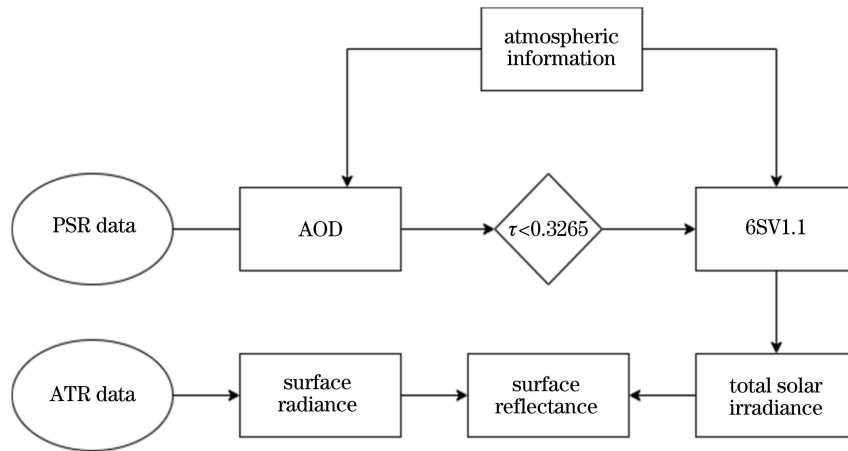 atmospheric
information
PSR data
AOD
τ<0.3265
6SV1.1
ATR data
surface
radiance
surface
reflectance
total solar
irradiance